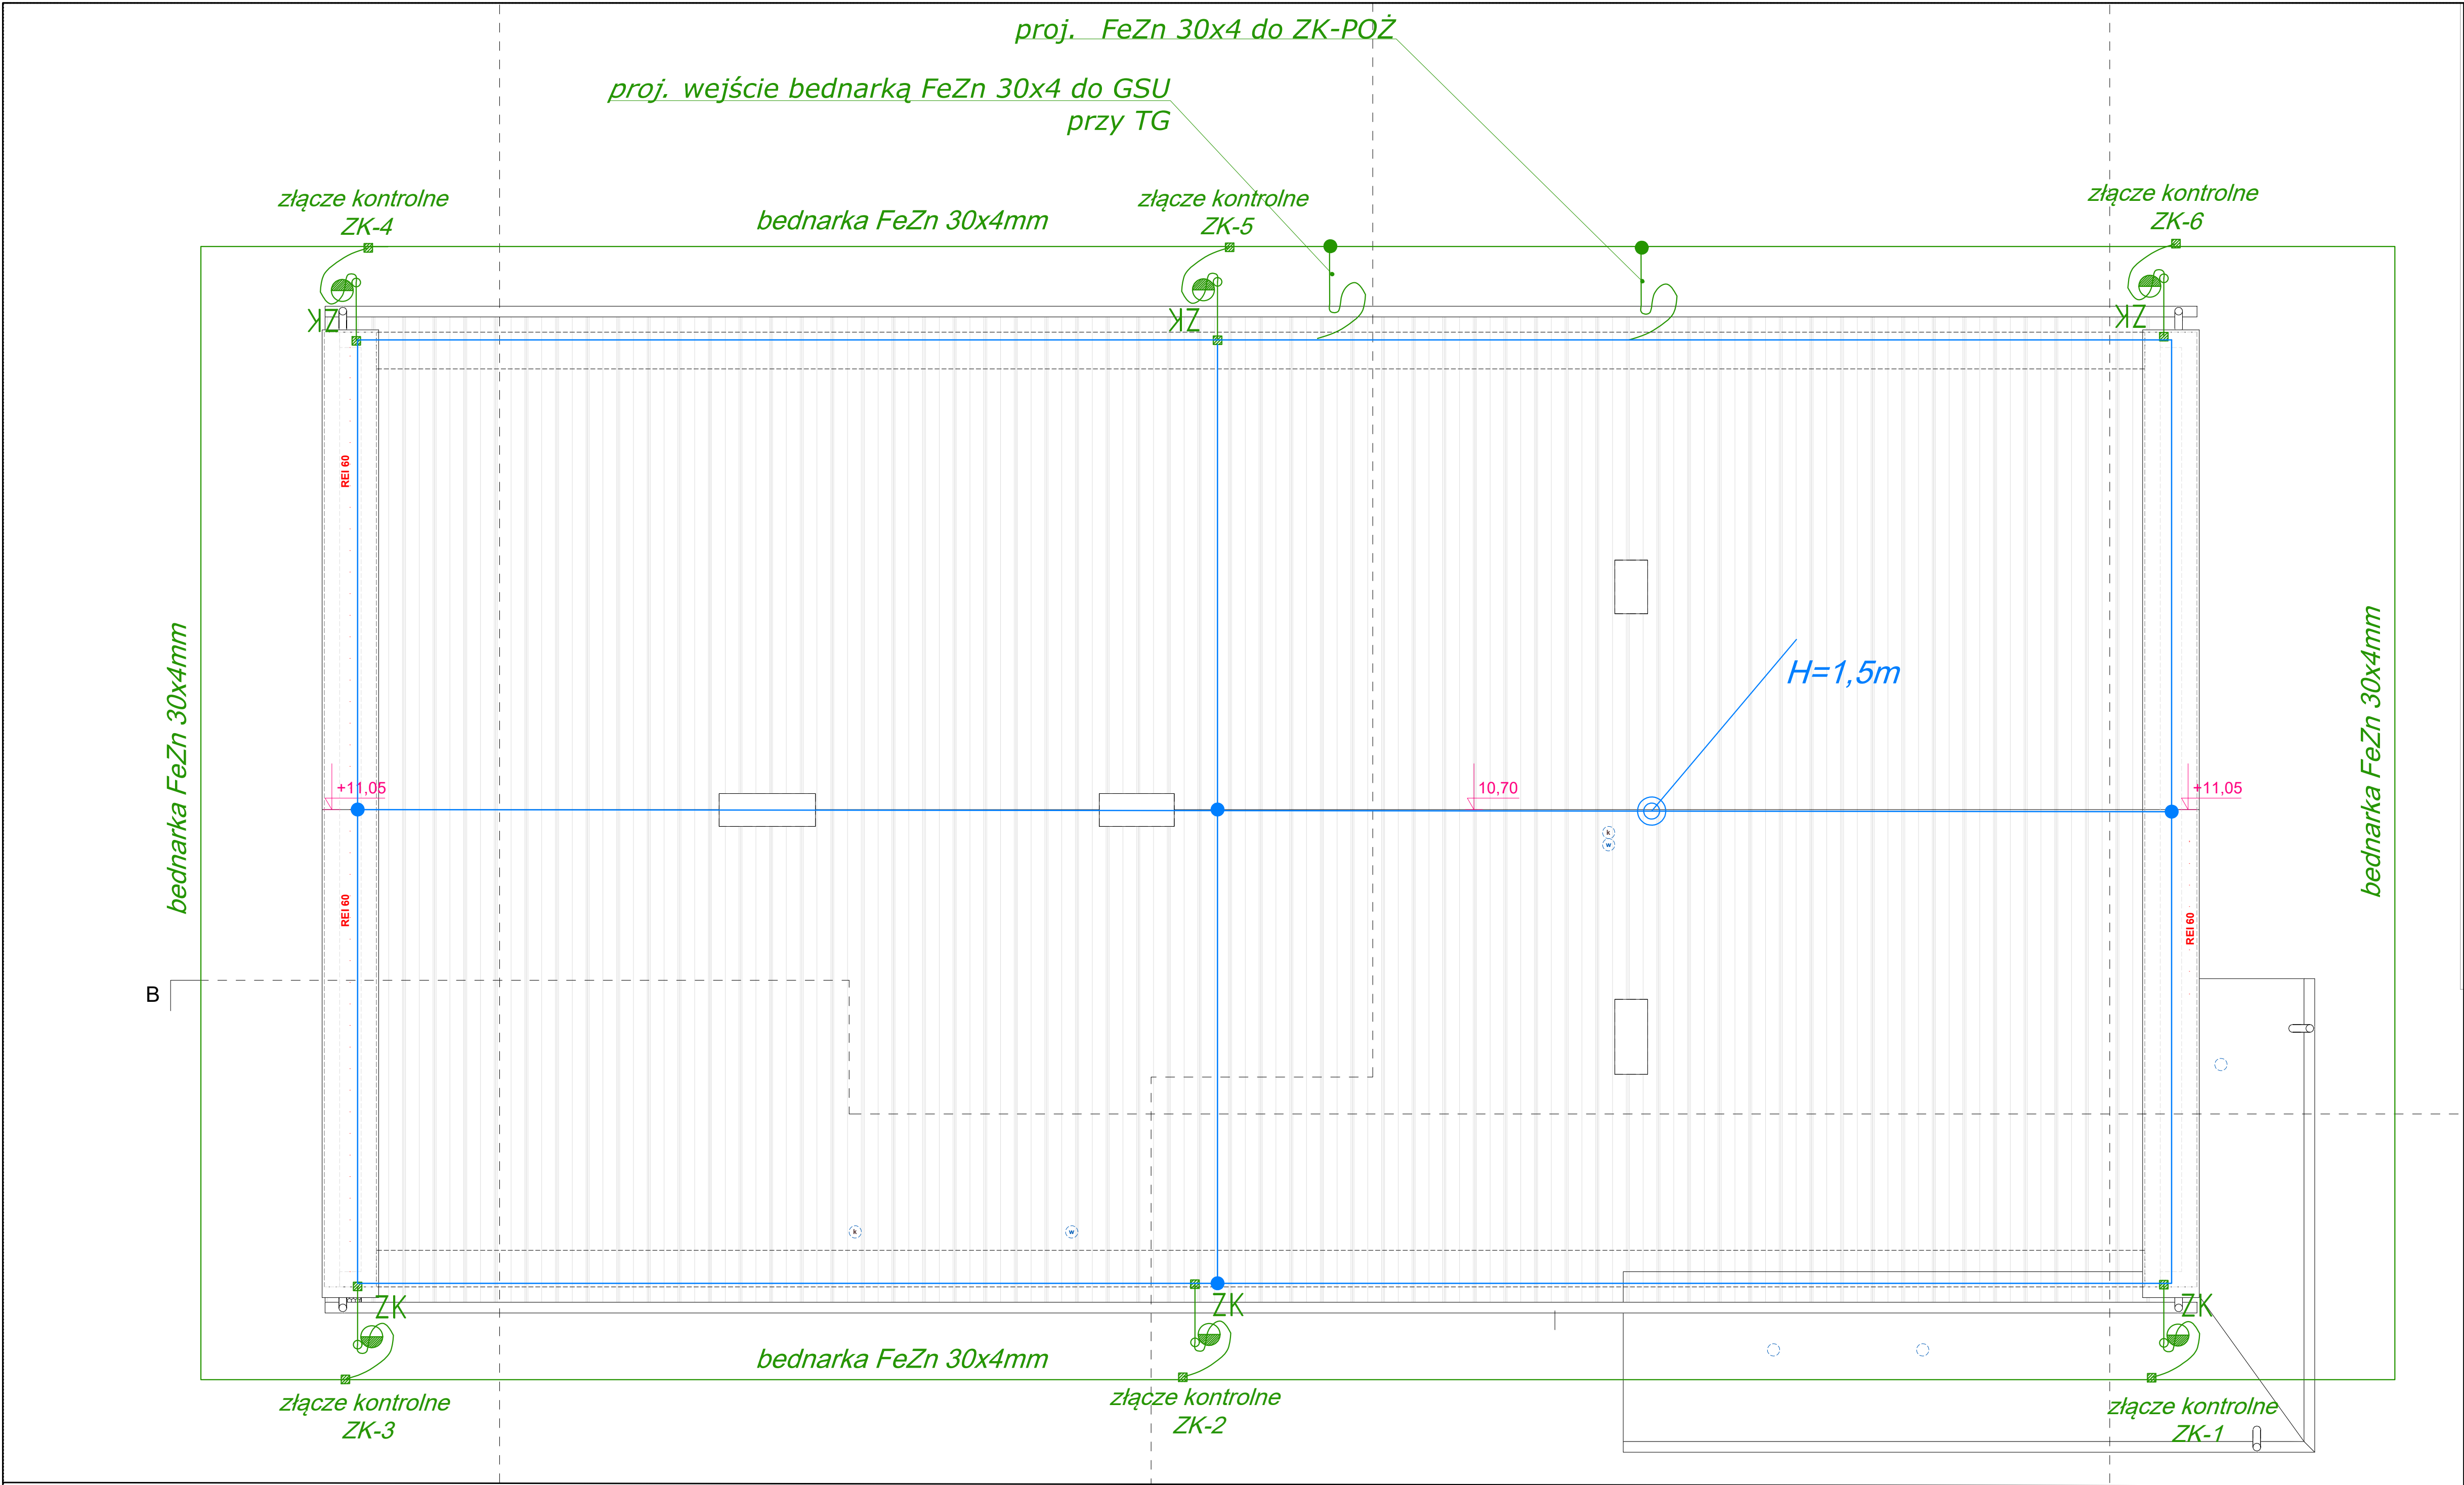 proj. FeZn 30x4 do ZK-POŻ
proj. wejście bednarką FeZn 30x4 do GSU
przy TG
złącze kontrolne
ZK-4
bednarka FeZn 30x4mm
złącze kontrolne
ZK-5
złącze kontrolne
ZK-6
ZK
ZK
ZK
REI 60
bednarka FeZn 30x4mm
H=1,5m
bednarka FeZn 30x4mm
+11,05
10,70
+11,05
k
w
REI 60
REI 60
B
k
w
ZK
ZK
ZK
bednarka FeZn 30x4mm
złącze kontrolne
ZK-3
złącze kontrolne
ZK-2
złącze kontrolne
ZK-1